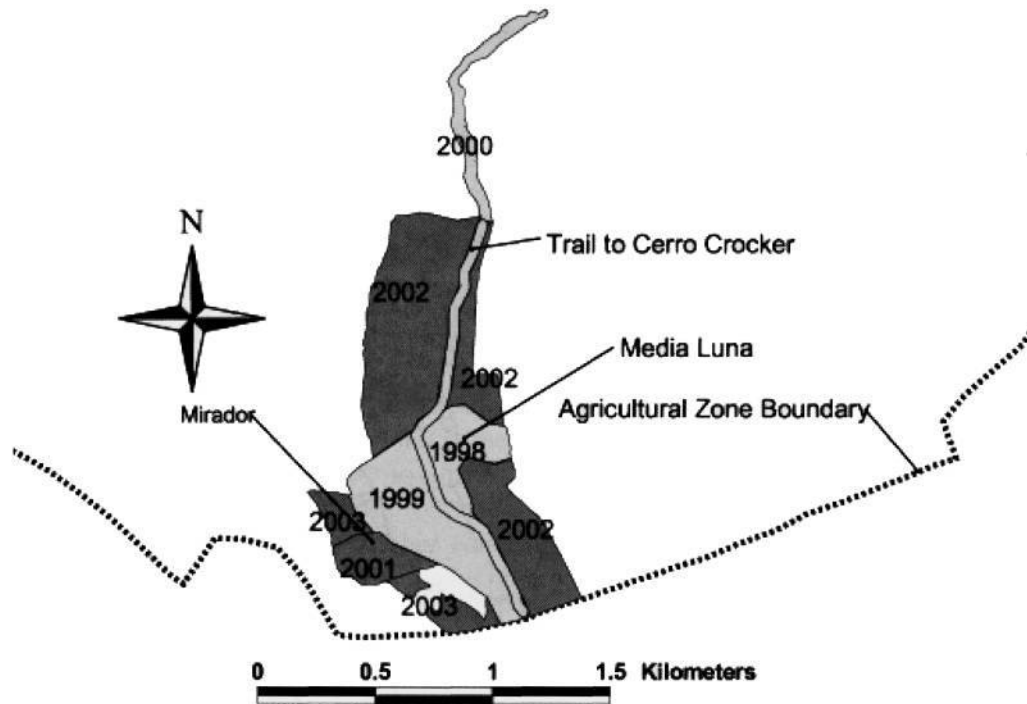 2000
N
Trail to Cerro Crocker
2002
Media Luna
2002
Mirador
Agricultural Zone Boundary
1998
1999
2003
2002
2001
2003
0 0.5 1 1.5 Kilometers